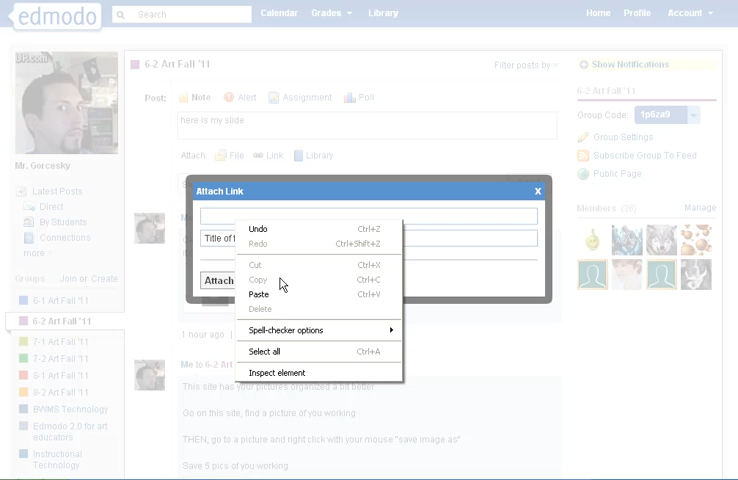 edmodo
Search
Calendar
Grades
Library
Home
Profile
Account
UP.com
Mr. Gorcesky
Latest Posts
Direct
By Students
Connections
more
Groups
Join or Create
6-1 Art Fall '11
6-2 Art Fall '11
7-1 Art Fall '11
7-2 Art Fall '11
8-1 Art Fall '11
8-2 Art Fall '11
BWMS Technology
Edmodo 2.0 for art
educators
Instructional
Technology
6-2 Art Fall '11
Filter posts by
Post:
Note
Alert
Assignment
Poll
here is my slide
Attach:
File
Link
Library
Attach Link
X
Title of
Attach
Undo Ctrl+Z
Redo Ctrl+Shift+Z
Cut Ctrl+X
Copy Ctrl+C
Paste Ctrl+V
Delete
Spell-checker options
Select all Ctrl+A
Inspect element
1 hour ago
Me to 6-2 Art
This site has your pictures organized a bit better
Go on this site, find a picture of you working
THEN, go to a picture and right click with your mouse "save image as"
Save 5 pics of you working
Show Notifications
6-2 Art Fall '11
Group Code: 1p6za9
Group Settings
Subscribe Group To Feed
Public Page
Members (26)
Manage